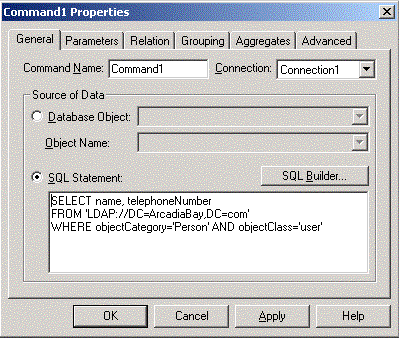 Command1 Properties
General Parameters Relation Grouping Aggregates Advanced
Command Name: Command1 Connection: Connection1
Source of Data
Database Object:
Object Name:
SQL Statement: SQL Builder...
SELECT name, telephoneNumber
FROM 'LDAP://DC=ArcadiaBay,DC=com'
WHERE objectCategory='Person' AND objectClass='user'
OK Cancel Apply Help